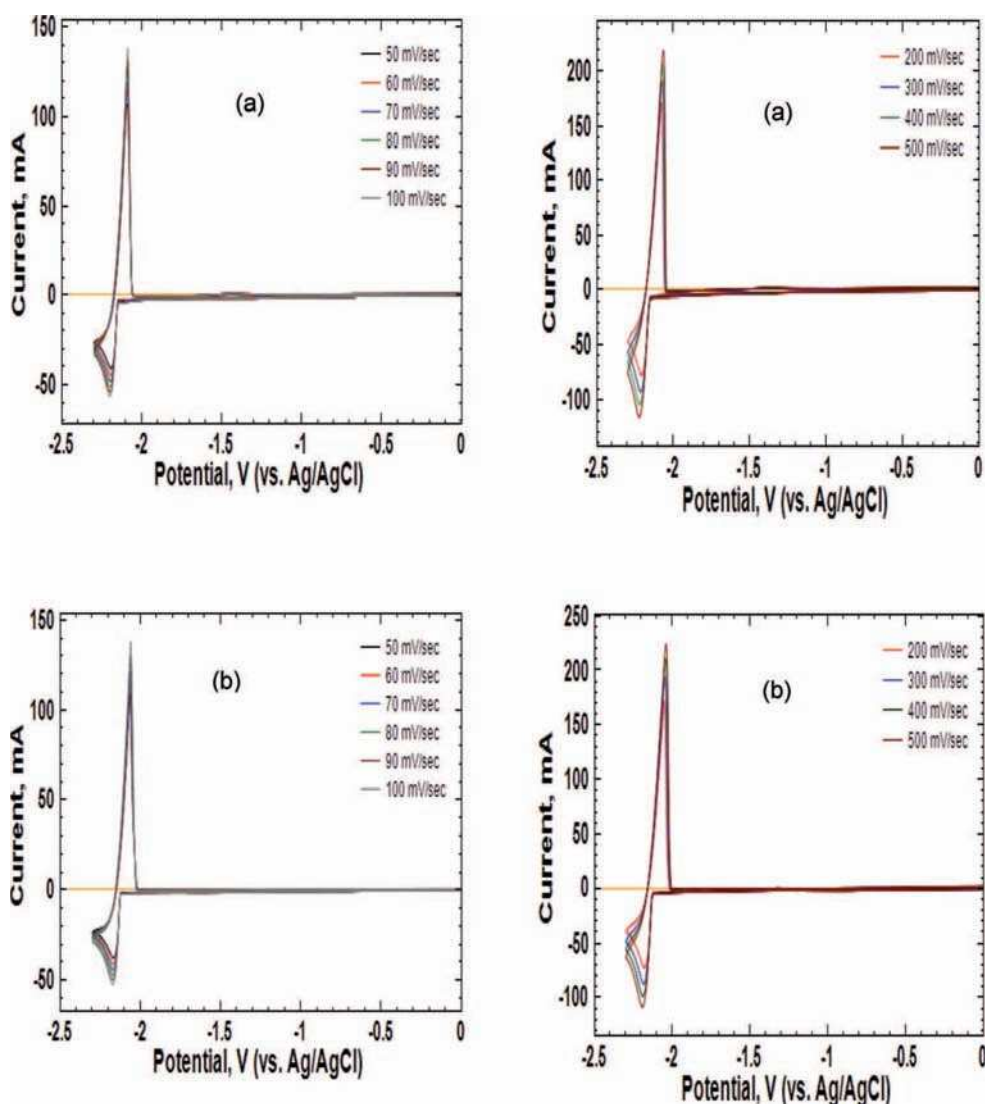 150
100
50
0
-50
-2.5 -2 -1.5 -1 -0.5 0
Current, mA
Potential, V (vs. Ag/AgCl)
(a)
50 mV/sec
60 mV/sec
70 mV/sec
80 mV/sec
90 mV/sec
100 mV/sec
200
150
100
50
0
-50
-100
-2.5 -2 -1.5 -1 -0.5 0
Current, mA
Potential, V (vs. Ag/AgCl)
(a)
200 mV/sec
300 mV/sec
400 mV/sec
500 mV/sec
150
100
50
0
-50
-2.5 -2 -1.5 -1 -0.5 0
Current, mA
Potential, V (vs. Ag/AgCl)
(b)
50 mV/sec
60 mV/sec
70 mV/sec
80 mV/sec
90 mV/sec
100 mV/sec
250
200
150
100
50
0
-50
-100
-2.5 -2 -1.5 -1 -0.5 0
Current, mA
Potential, V (vs. Ag/AgCl)
(b)
200 mV/sec
300 mV/sec
400 mV/sec
500 mV/sec